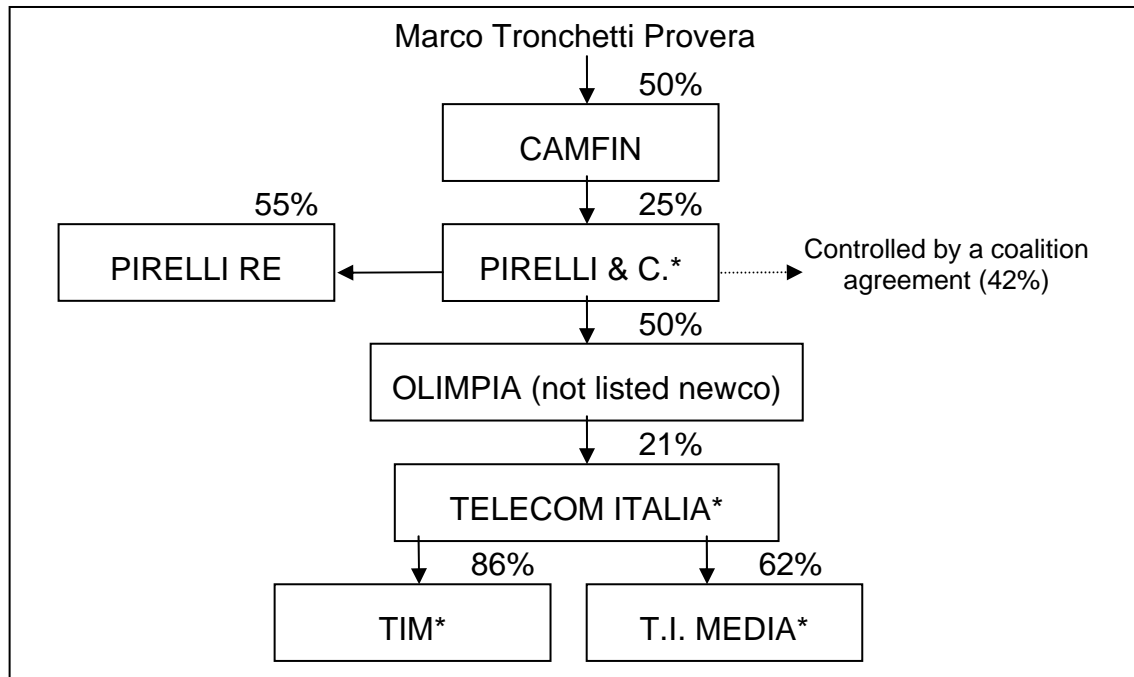 Marco Tronchetti Provera
50%
CAMFIN
55%
25%
PIRELLI RE
PIRELLI & C.*
Controlled by a coalition
agreement (42%)
50%
OLIMPIA (not listed newco)
21%
TELECOM ITALIA*
86%
62%
TIM*
T.I. MEDIA*